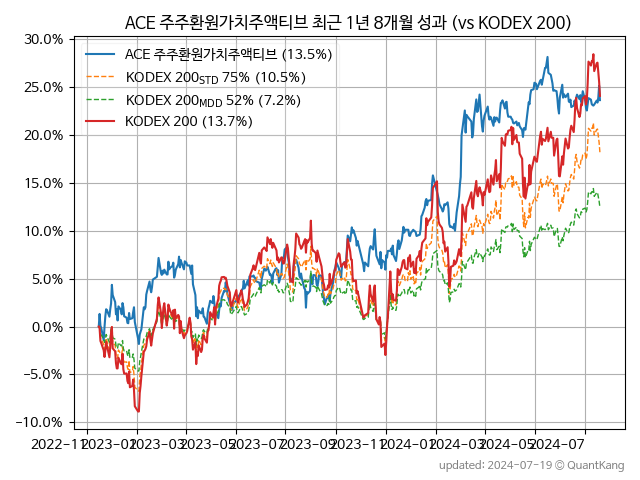 ACE 주주환원가치주액티브 최근 1년 8개월 성과 (vs KODEX 200)
30.0%
25.0%
20.0%
15.0%
10.0%
5.0%
0.0%
−5.0%
−10.0%
ACE 주주환원가치주액티브 (13.5%)
KODEX 200STD 75% (10.5%)
KODEX 200MDD 52% (7.2%)
KODEX 200 (13.7%)
2022-11 2023-01 2023-03 2023-05 2023-07 2023-09 2023-11 2024-01 2024-03 2024-05 2024-07
updated: 2024-07-19 © QuantKang